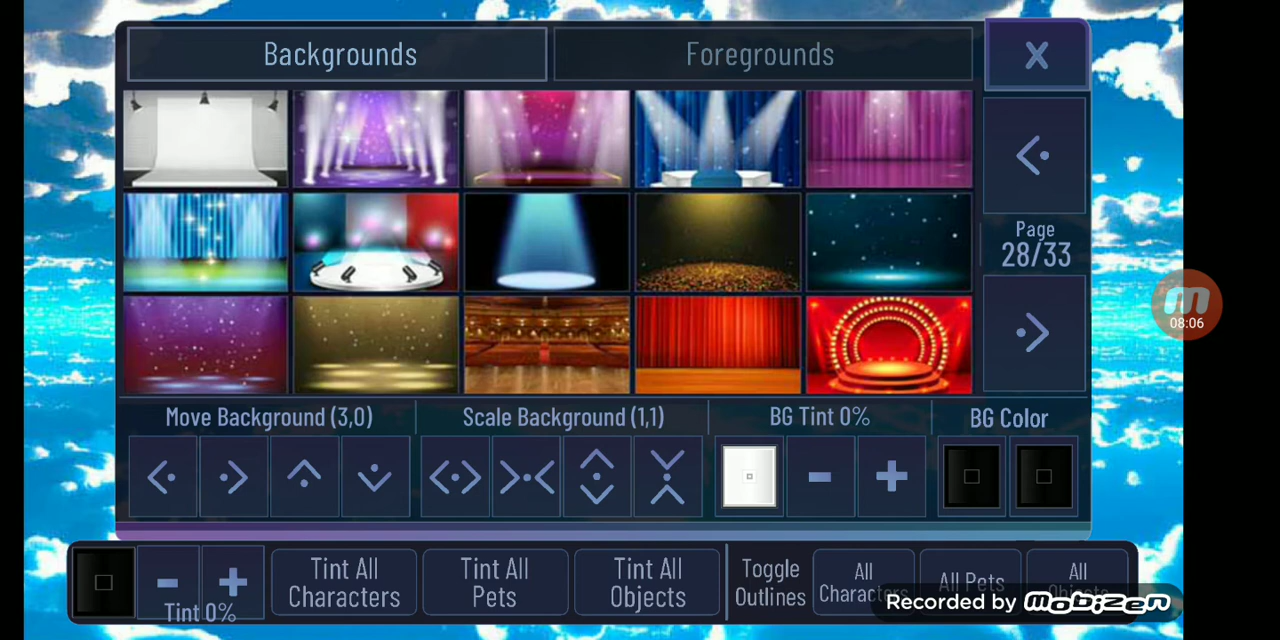 Backgrounds
Foregrounds
X
Page
28/33
08:06
Move Background (3,0)
Scale Background (1,1)
BG Tint 0%
BG Color
Tint 0%
Tint All
Characters
Tint All
Pets
Tint All
Objects
Toggle
Outlines
All
Characters
All Pets
All
Objects
Recorded by mobizen